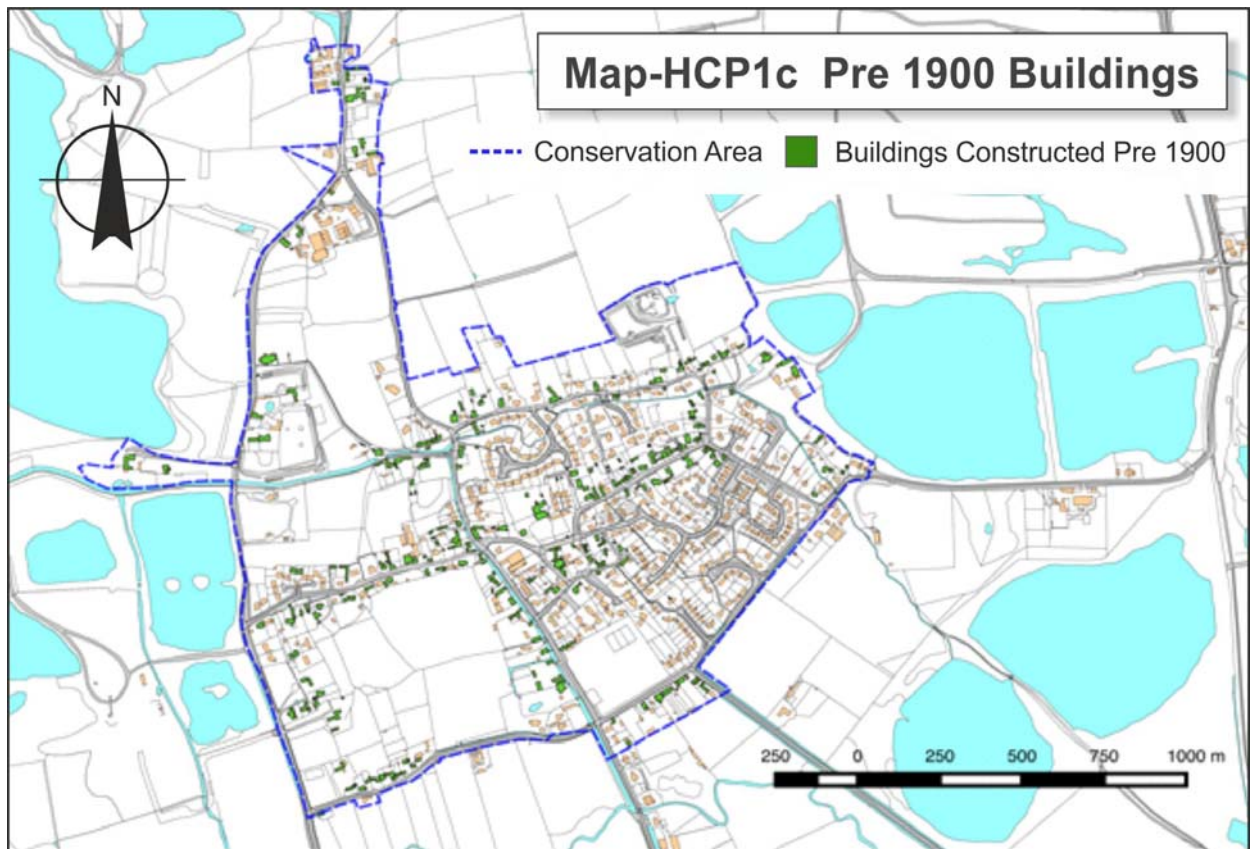 Map-HCP1c Pre 1900 Buildings
N
Conservation Area
Buildings Constructed Pre 1900
250 0 250 500 750 1000 m